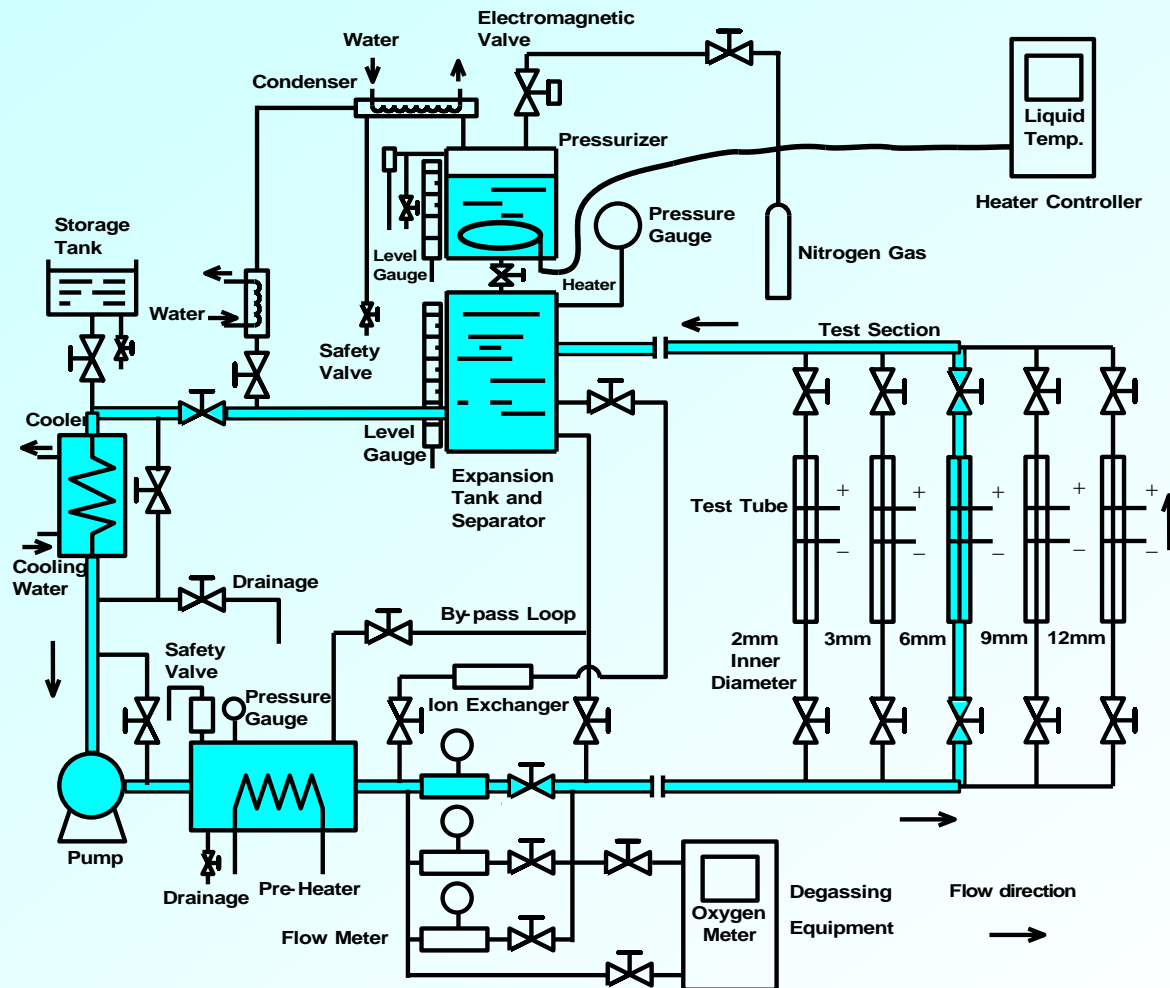 Electromagnetic
Valve
Water
Condenser
Liquid
Temp.
Pressurizer
Heater Controller
Storage
Tank
Pressure
Gauge
Level
Gauge
Nitrogen Gas
Heater
Water
Test Section
Safety
Valve
Cooler
Level
Gauge
Expansion
Tank and
Separator
Test Tube
+ + + + +
− − − − −
Cooling
Water
Drainage
By-pass Loop
2mm 3mm 6mm 9mm 12mm
Inner
Diameter
Safety
Valve
Pressure
Gauge
Ion Exchanger
Pump
Drainage
Pre-Heater
Flow Meter
Oxygen
Meter
Degassing
Equipment
Flow direction